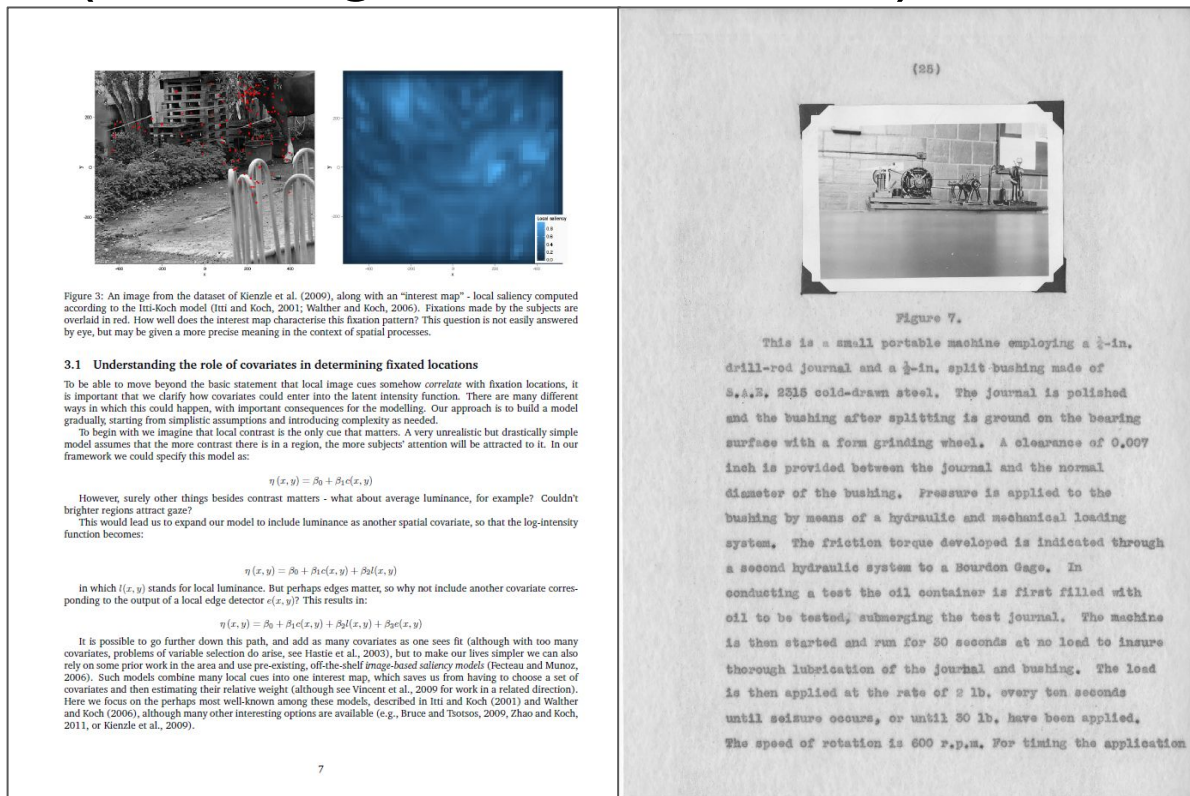 Figure 3: An image from the dataset of Kienzle et al. (2009), along with an "interest map" - local saliency computed
according to the Itti-Koch model (Itti and Koch, 2001; Walther and Koch, 2006). Fixations made by the subjects are
overlaid in red. How well does the interest map characterise this fixation pattern? This question is not easily answered
by eye, but may be given a more precise meaning in the context of spatial processes.
3.1 Understanding the role of covariates in determining fixated locations
To be able to move beyond the basic statement that local image cues somehow correlate with fixation locations, it
is important that we clarify how covariates could enter into the latent intensity function. There are many different
ways in which this could happen, with important consequences for the modelling. Our approach is to build a model
gradually, starting from simplistic assumptions and introducing complexity as needed.
To begin with we imagine that local contrast is the only cue that matters. A very unrealistic but drastically simple
model assumes that the more contrast there is in a region, the more subjects' attention will be attracted to it. In our
framework we could specify this model as:
η (x, y) = β0 + β1c(x, y)
However, surely other things besides contrast matters - what about average luminance, for example? Couldn't
brighter regions attract gaze?
This would lead us to expand our model to include luminance as another spatial covariate, so that the log-intensity
function becomes:
η (x, y) = β0 + β1c(x, y) + β2l(x, y)
in which l(x, y) stands for local luminance. But perhaps edges matter, so why not include another covariate corres-
ponding to the output of a local edge detector e(x, y)? This results in:
η (x, y) = β0 + β1c(x, y) + β2l(x, y) + β3e(x, y)
It is possible to go further down this path, and add as many covariates as one sees fit (although with too many
covariates, problems of variable selection do arise, see Hastie et al., 2003), but to make our lives simpler we can also
rely on some prior work in the area and use pre-existing, off-the-shelf image-based saliency models (Fecteau and Munoz,
2006). Such models combine many local cues into one interest map, which saves us from having to choose a set of
covariates and then estimating their relative weight (although see Vincent et al., 2009 for work in a related direction).
Here we focus on the perhaps most well-known among these models, described in Itti and Koch (2001) and Walther
and Koch (2006), although many other interesting options are available (e.g., Bruce and Tsotsos, 2009, Zhao and Koch,
2011, or Kienzle et al., 2009).
7
(25)
Figure 7.
This is a small portable machine employing a ¼-in.
drill-rod journal and a ½-in. split bushing made of
S.A.E. 2315 cold-drawn steel. The journal is polished
and the bushing after splitting is ground on the bearing
surface with a form grinding wheel. A clearance of 0.007
inch is provided between the journal and the normal
diameter of the bushing. Pressure is applied to the
bushing by means of a hydraulic and mechanical loading
system. The friction torque developed is indicated through
a second hydraulic system to a Bourdon Gage. In
conducting a test the oil container is first filled with
oil to be tested, submerging the test journal. The machine
is then started and run for 30 seconds at no load to insure
thorough lubrication of the journal and bushing. The load
is then applied at the rate of 2 lb. every ten seconds
until seisure occurs, or until 30 lb. have been applied.
The speed of rotation is 600 r.p.m. For timing the application